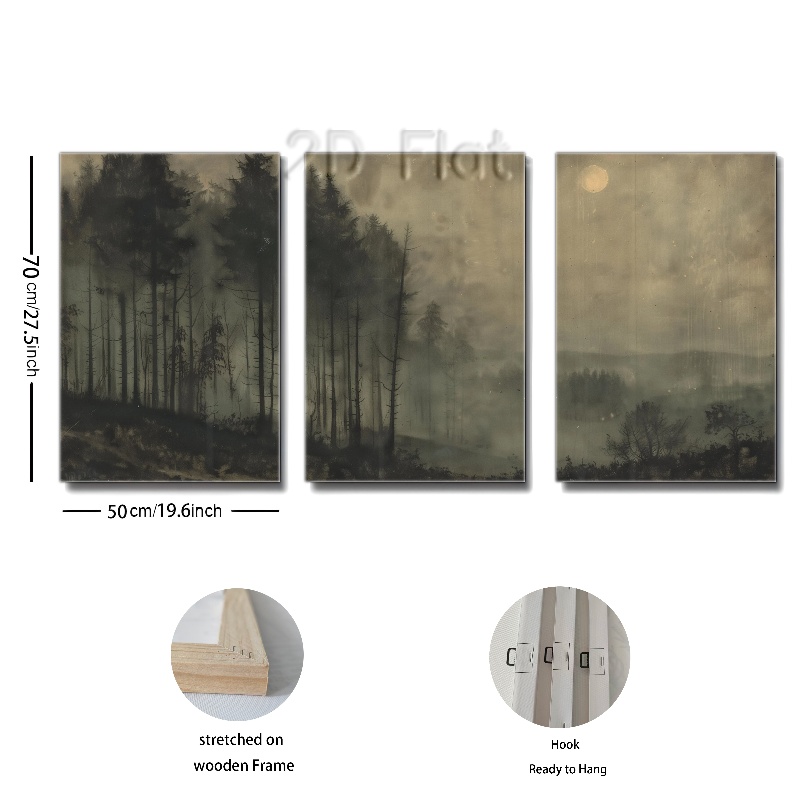 2D Flat
70 cm/27.5inch
50cm/19.6inch
stretched on
wooden Frame
Hook
Ready to Hang